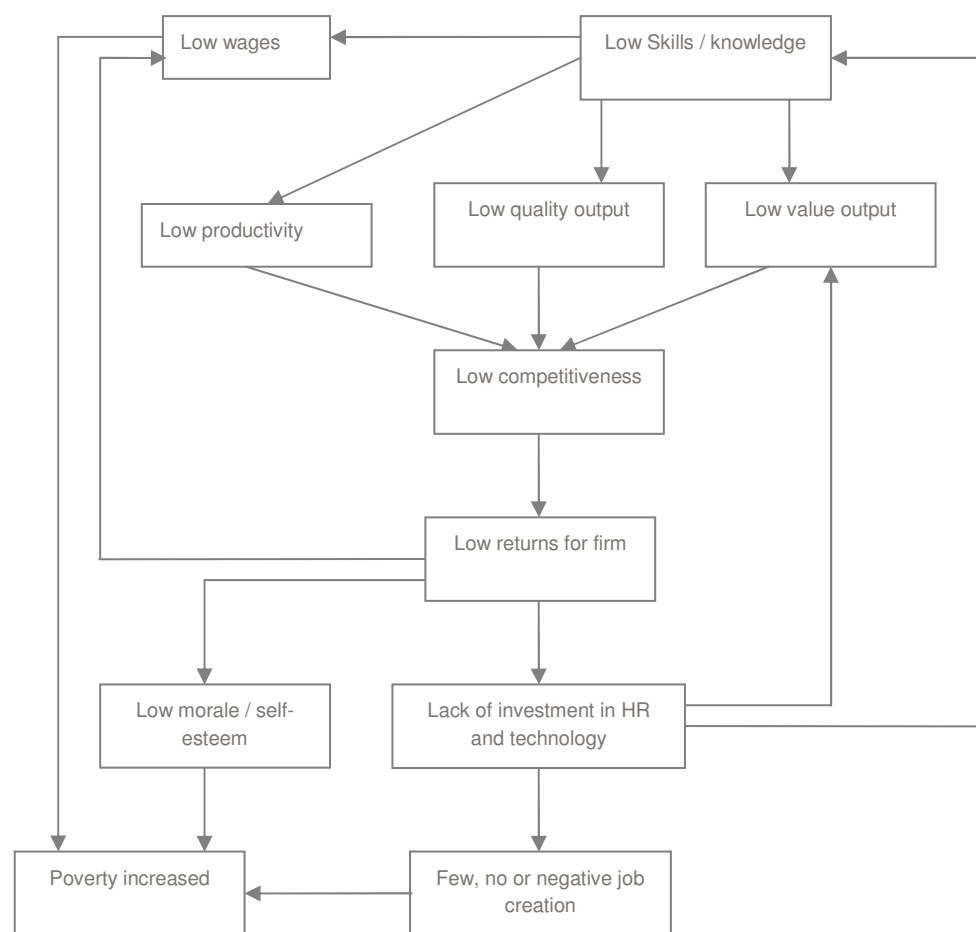 Low wages
Low Skills / knowledge
Low productivity
Low quality output
Low value output
Low competitiveness
Low returns for firm
Low morale / self-
esteem
Lack of investment in HR
and technology
Poverty increased
Few, no or negative job
creation